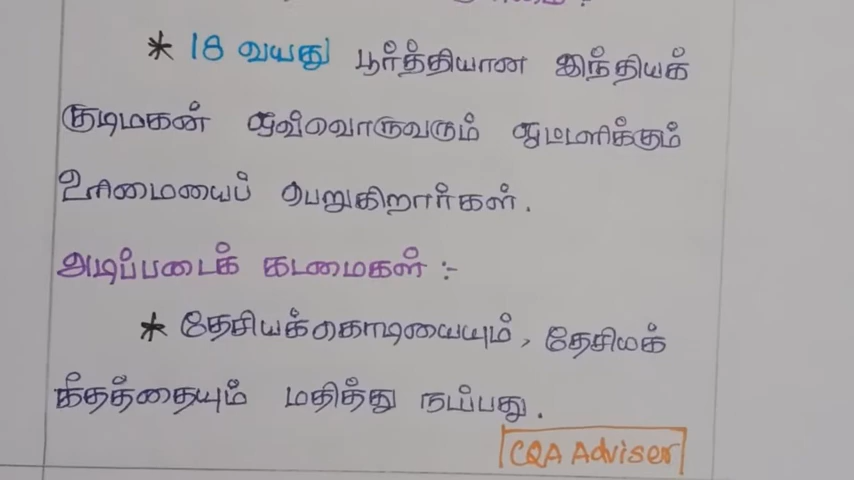 * 18 வயது பூர்த்தியான இந்தியக்
குடிமகன் ஒவ்வொருவரும் ஓட்டளிக்கும்
உரிமையைப் பெறுகிறார்கள்.
அடிப்படைக் கடமைகள் :-
* தேசியக்கொடியையும், தேசியக்
கீதத்தையும் மதித்து நடப்பது.
CQA Adviser